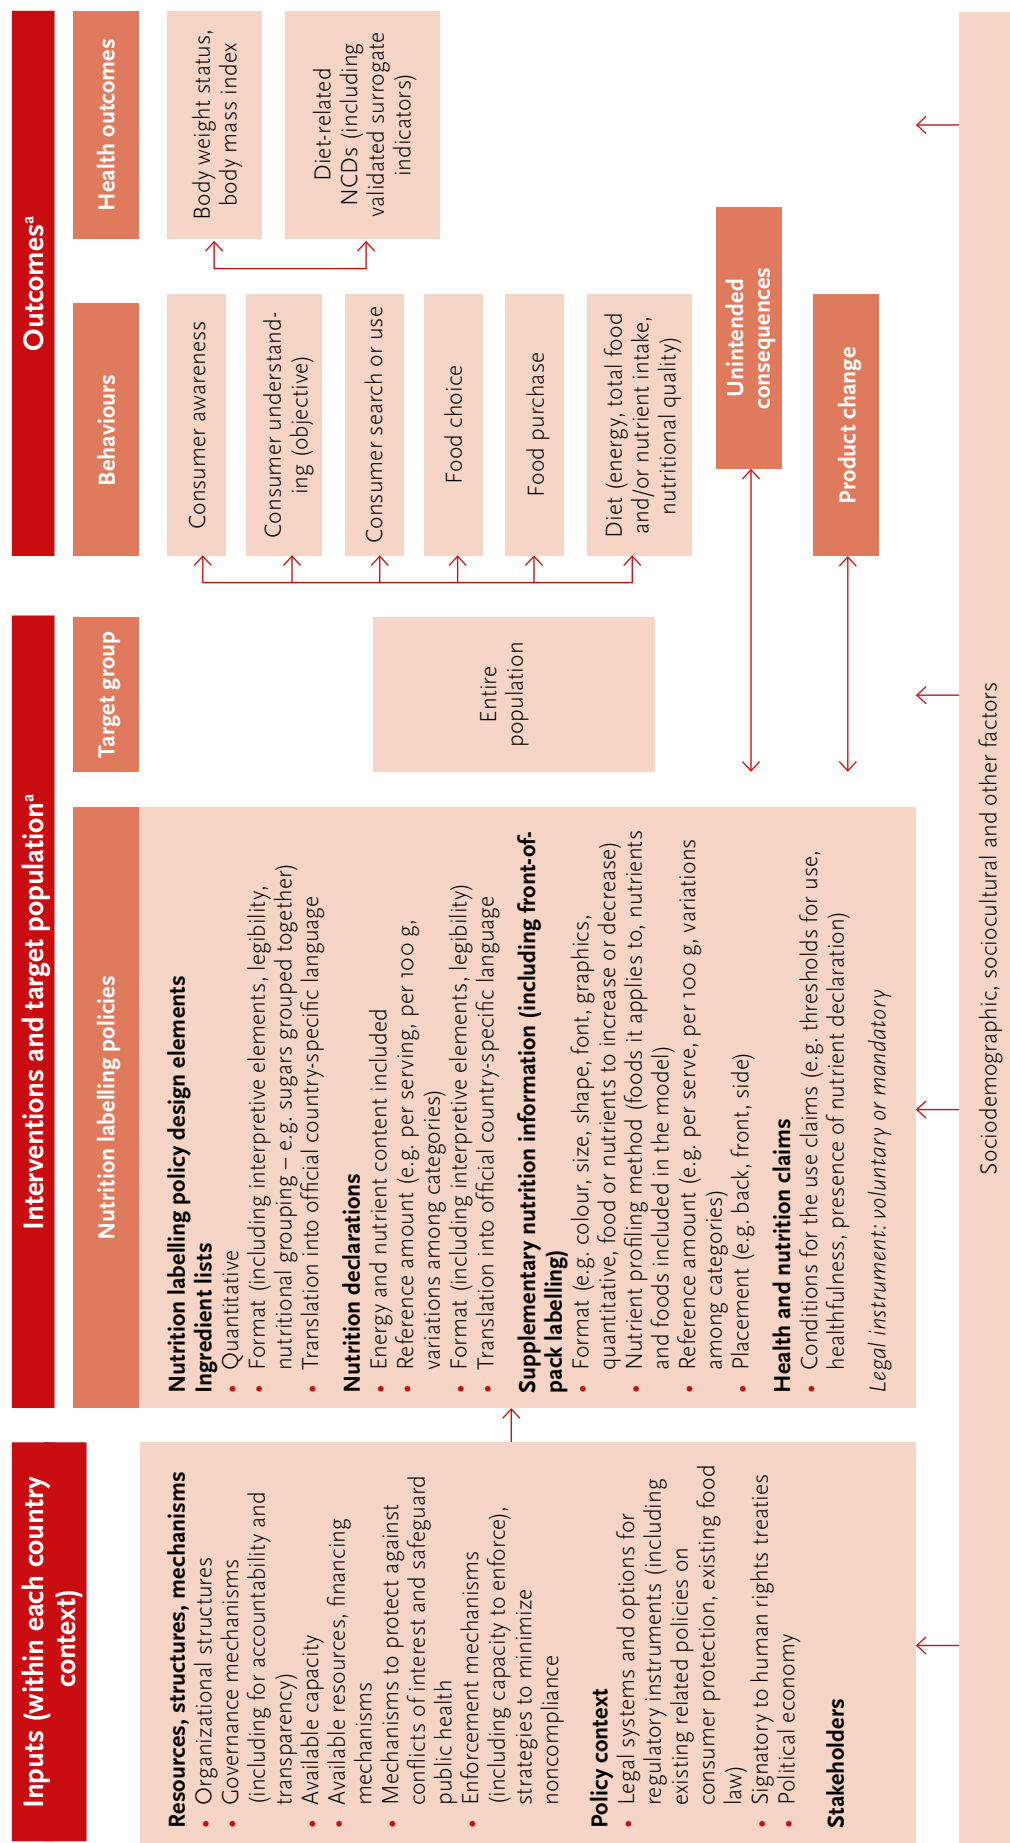 Inputs (within each country
context)
Resources, structures, mechanisms
• Organizational structures
• Governance mechanisms
(including for accountability and
transparency)
• Available capacity
• Available resources, financing
mechanisms
• Mechanisms to protect against
conflicts of interest and safeguard
public health
• Enforcement mechanisms
(including capacity to enforce),
strategies to minimize
noncompliance
Policy context
• Legal systems and options for
regulatory instruments (including
existing related policies on
consumer protection, existing food
law)
• Signatory to human rights treaties
• Political economy
Stakeholders
Interventions and target populationª
Nutrition labelling policies
Nutrition labelling policy design elements
Ingredient lists
• Quantitative
• Format (including interpretive elements, legibility,
nutritional grouping – e.g. sugars grouped together)
• Translation into official country-specific language
Nutrition declarations
• Energy and nutrient content included
• Reference amount (e.g. per serving, per 100 g,
variations among categories)
• Format (including interpretive elements, legibility)
• Translation into official country-specific language
Supplementary nutrition information (including front-of-
pack labelling)
• Format (e.g. colour, size, shape, font, graphics,
quantitative, food or nutrients to increase or decrease)
• Nutrient profiling method (foods it applies to, nutrients
and foods included in the model)
• Reference amount (e.g. per serve, per 100 g, variations
among categories)
• Placement (e.g. back, front, side)
Health and nutrition claims
• Conditions for the use claims (e.g. thresholds for use,
healthfulness, presence of nutrient declaration)
Legal instrument: voluntary or mandatory
Target group
Entire
population
Outcomesª
Behaviours
Consumer awareness
Consumer understand-
ing (objective)
Consumer search or use
Food choice
Food purchase
Diet (energy, total food
and/or nutrient intake,
nutritional quality)
Health outcomes
Body weight status,
body mass index
Diet-related
NCDs (including
validated surrogate
indicators)
Unintended
consequences
Product change
Sociodemographic, sociocultural and other factors